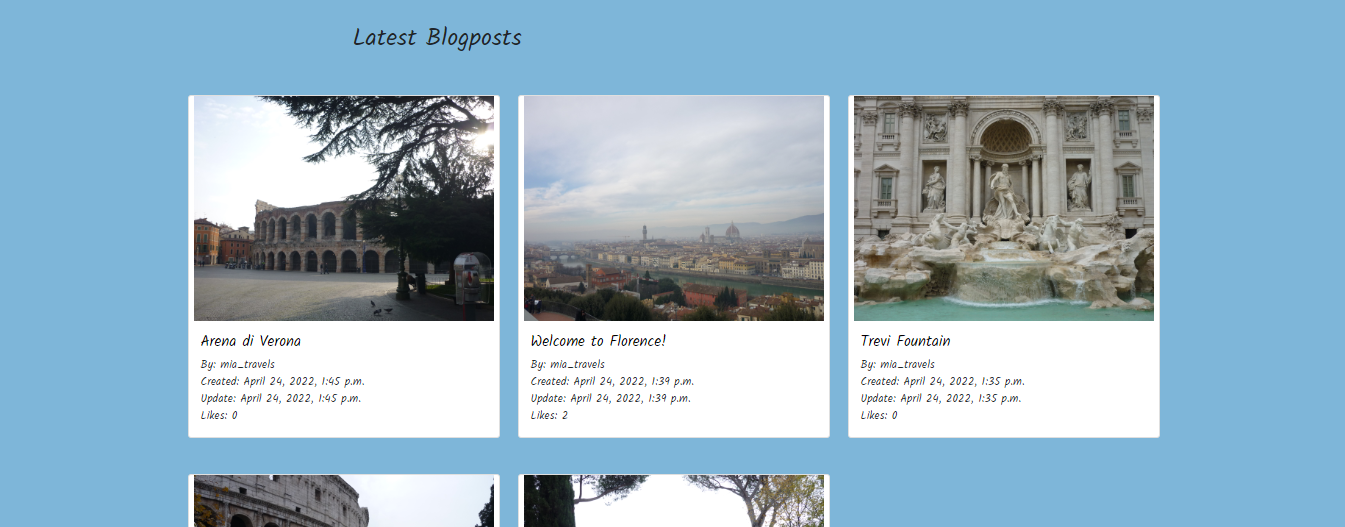 Latest Blogposts
Arena di Verona
By: mia_travels
Created: April 24, 2022, 1:45 p.m.
Update: April 24, 2022, 1:45 p.m.
Likes: 0
Welcome to Florence!
By: mia_travels
Created: April 24, 2022, 1:39 p.m.
Update: April 24, 2022, 1:39 p.m.
Likes: 2
Trevi Fountain
By: mia_travels
Created: April 24, 2022, 1:35 p.m.
Update: April 24, 2022, 1:35 p.m.
Likes: 0